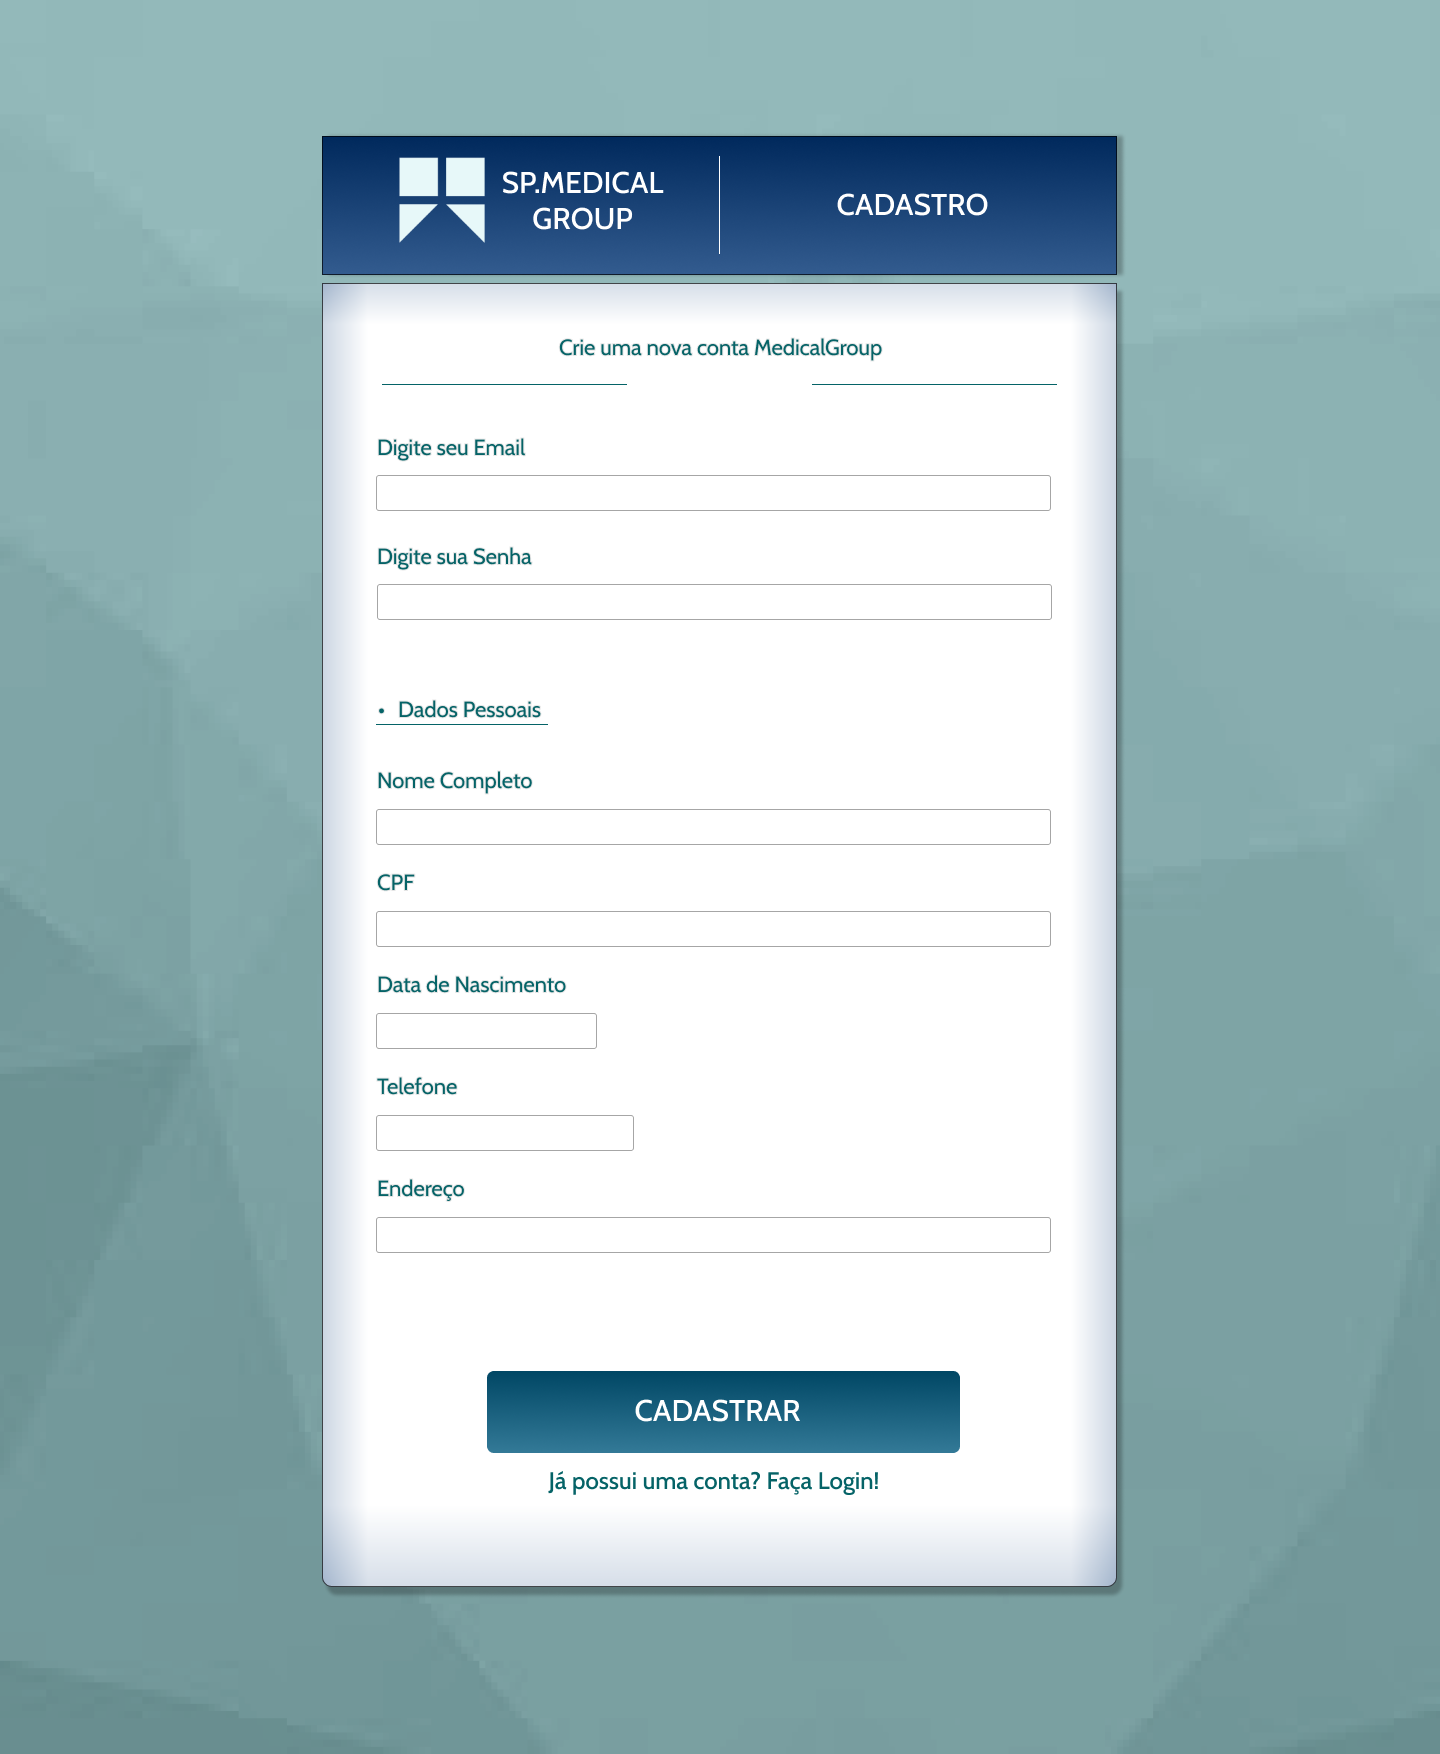 SP.MEDICAL
GROUP
CADASTRO
Crie uma nova conta MedicalGroup
Digite seu Email
Digite sua Senha
• Dados Pessoais
Nome Completo
CPF
Data de Nascimento
Telefone
Endereço
CADASTRAR
Já possui uma conta? Faça Login!